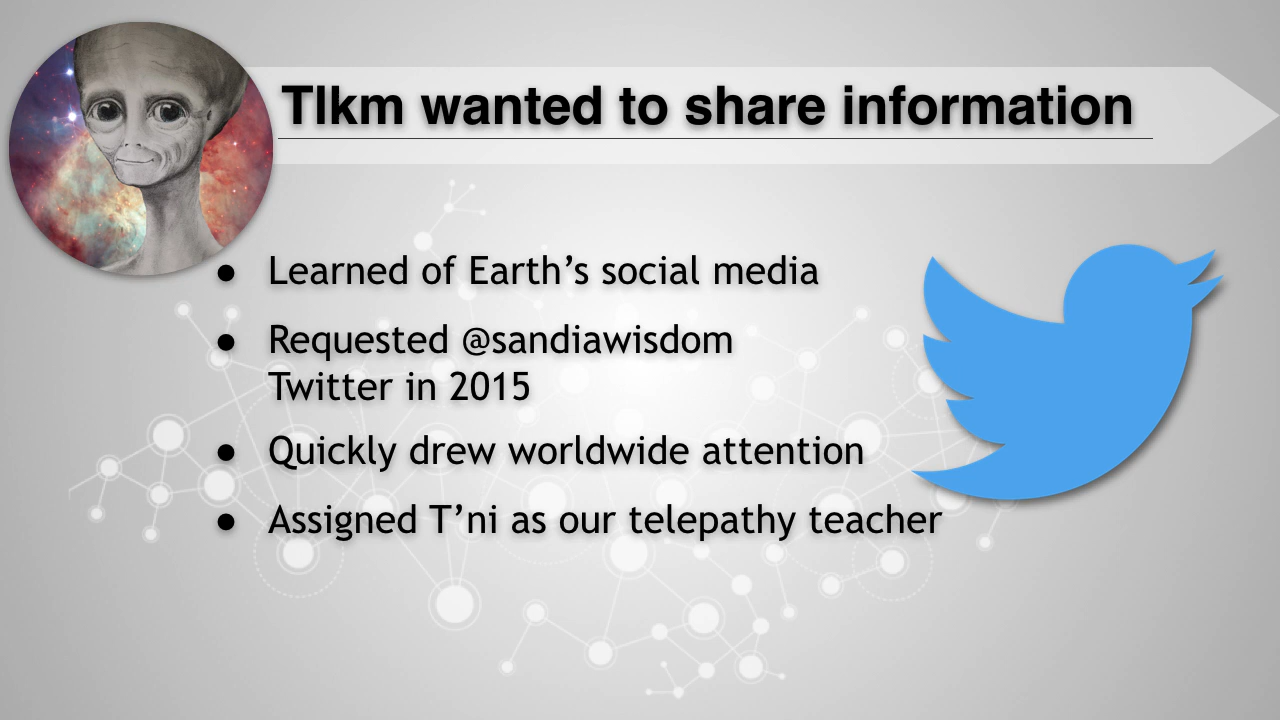 Tlkm wanted to share information
● Learned of Earth’s social media
● Requested @sandiawisdom
Twitter in 2015
● Quickly drew worldwide attention
● Assigned T’ni as our telepathy teacher